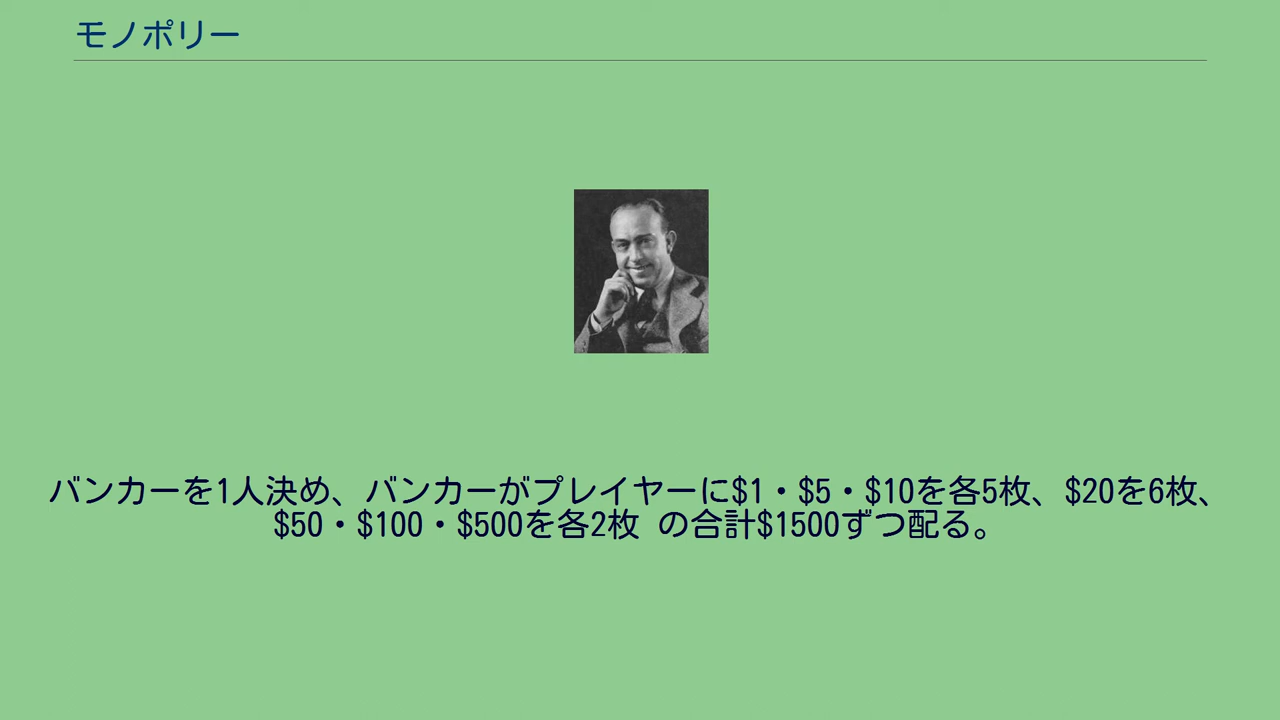 モノポリー
バンカーを1人決め、バンカーがプレイヤーに$1・$5・$10を各5枚、$20を6枚、
$50・$100・$500を各2枚 の合計$1500ずつ配る。